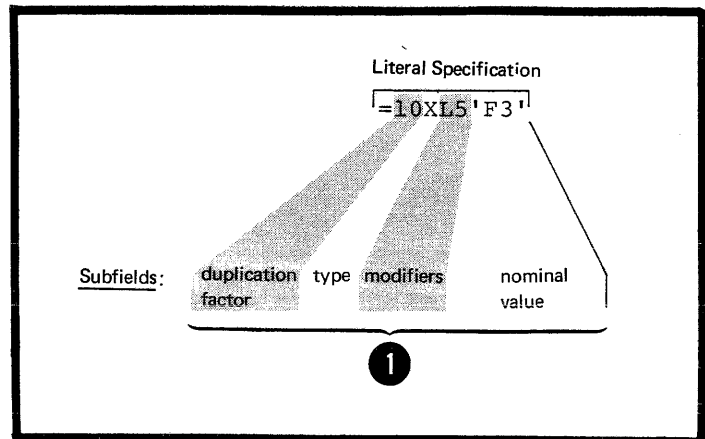 Literal Specification
=10XL5'F3'
Subfields: duplication factor type modifiers nominal value
1